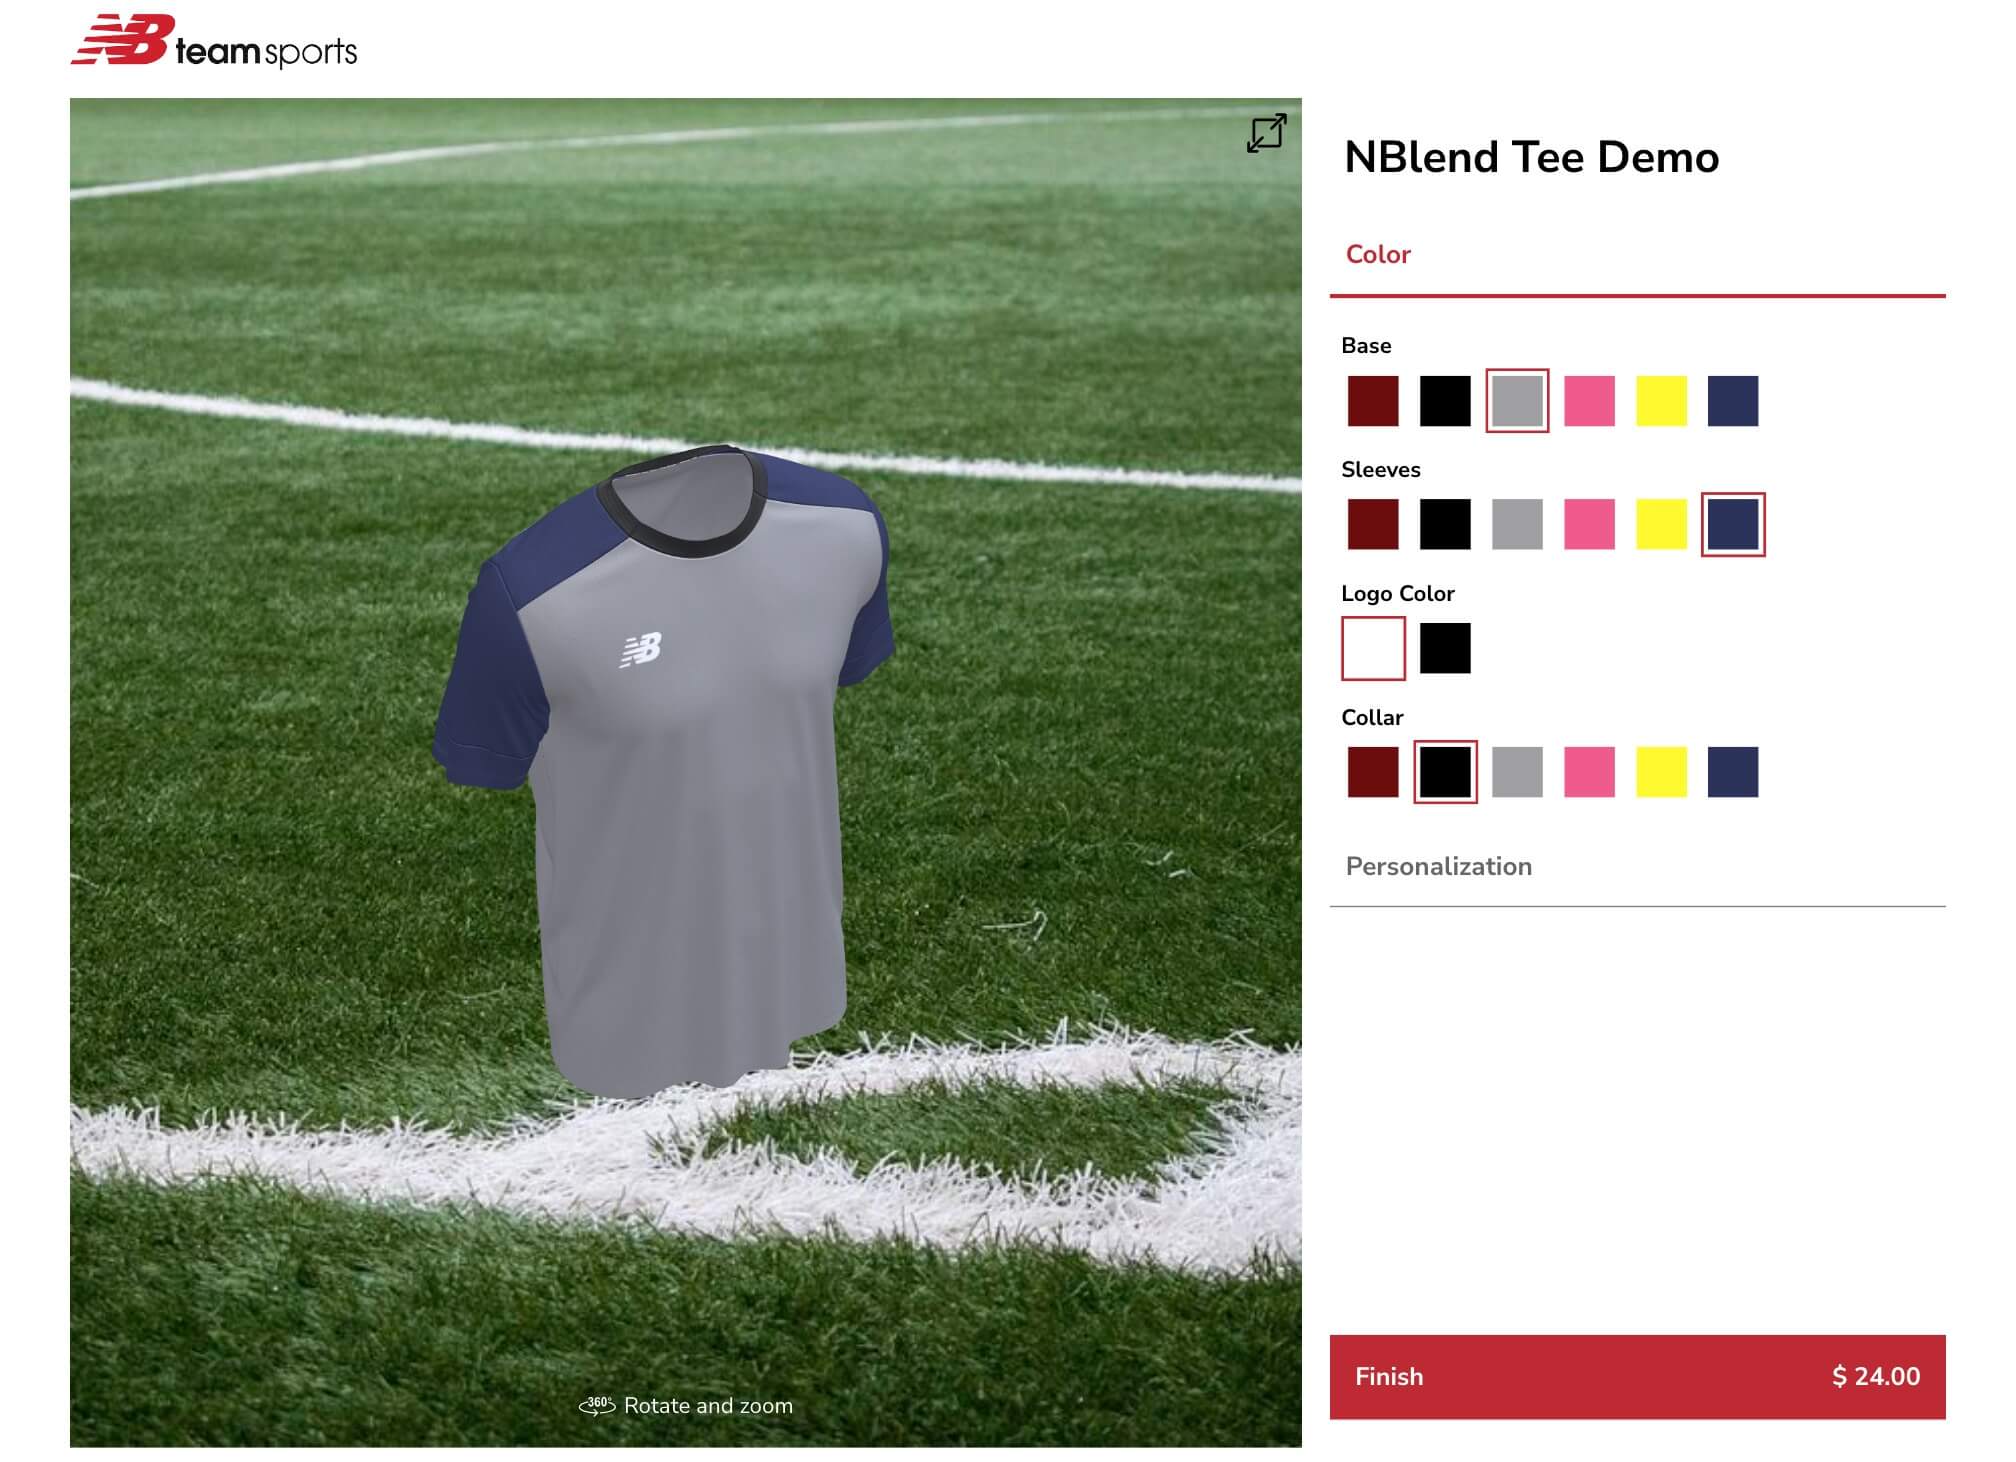 NB teamsports
NBlend Tee Demo
Color
Base
Sleeves
Logo Color
Collar
Personalization
NB
360°
Rotate and zoom
Finish
$ 24.00